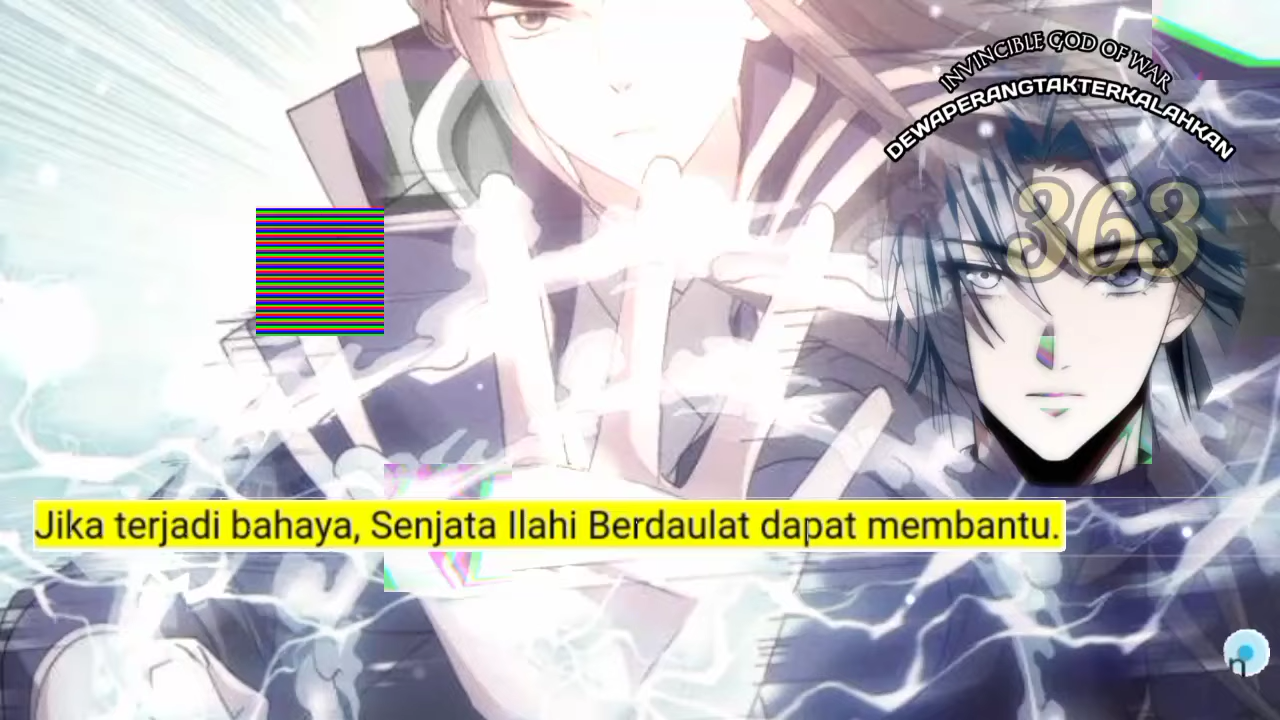 INVINCIBLE GOD OF WAR
DEWAPERANGTAKTERKALAHKAN
363
Jika terjadi bahaya, Senjata Ilahi Berdaulat dapat membantu.
n